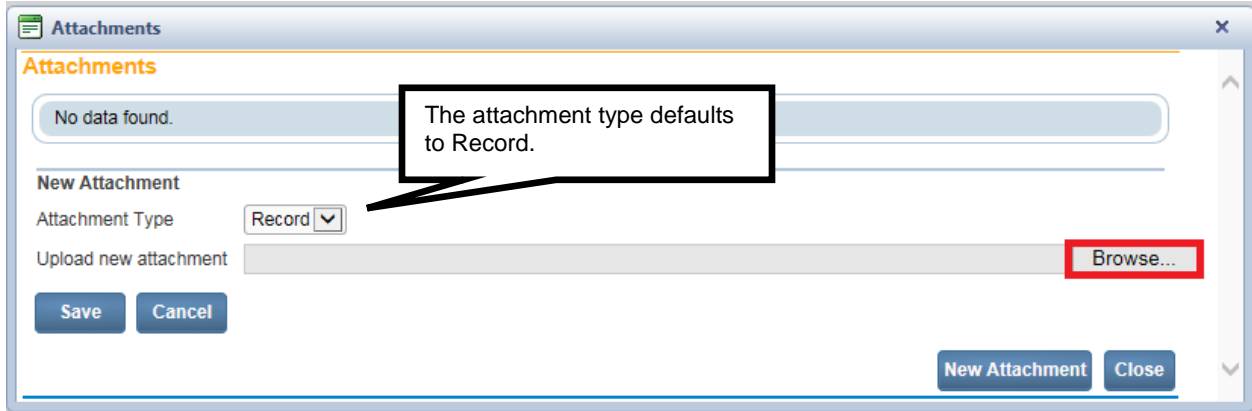 Attachments
Attachments
No data found.
The attachment type defaults
to Record.
New Attachment
Attachment Type Record
Upload new attachment Browse...
Save Cancel
New Attachment Close